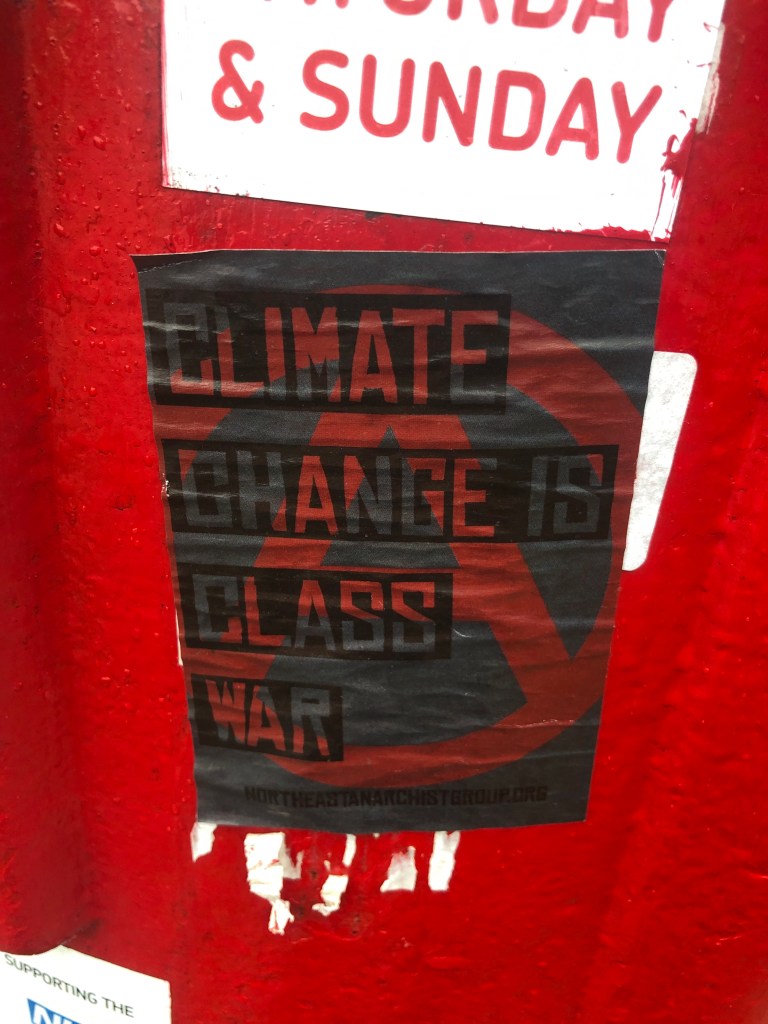 & SUNDAY
CLIMATE
CHANGE IS
CLASS
WAR
NORTHEASTANARCHISTGROUP.ORG
SUPPORTING THE